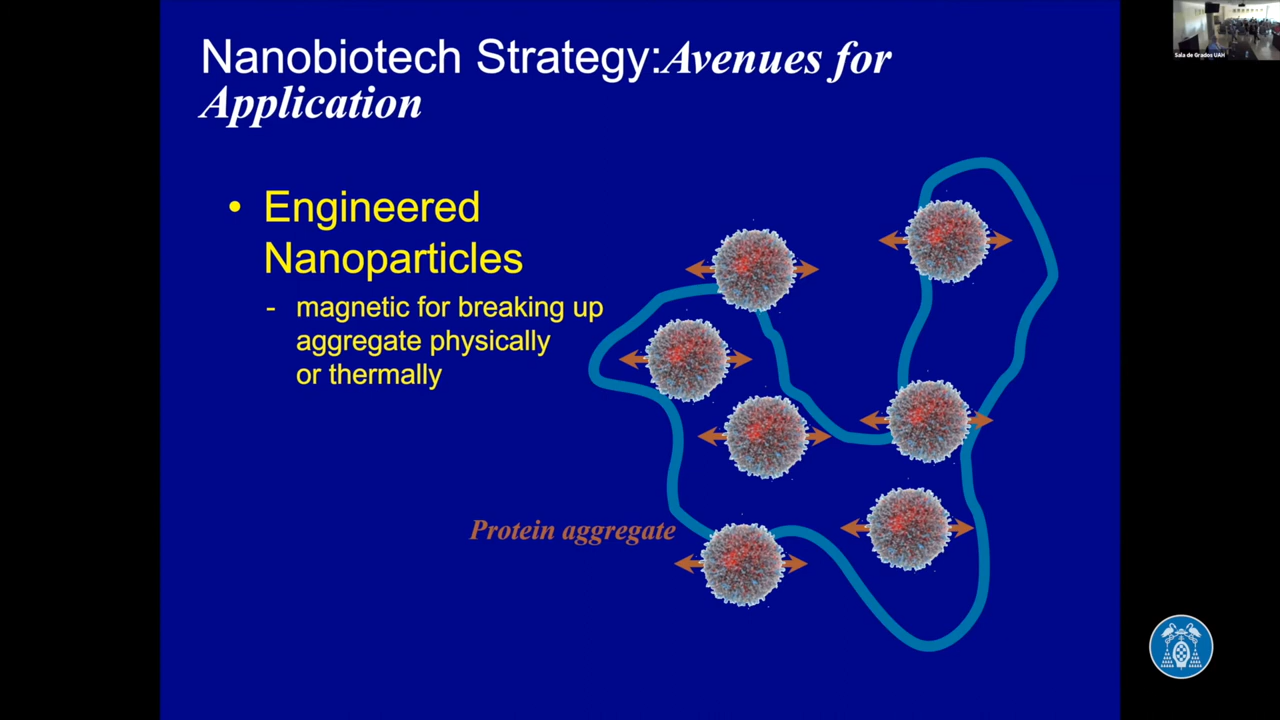 Nanobiotech Strategy:Avenues for
Application
• Engineered
Nanoparticles
- magnetic for breaking up
aggregate physically
or thermally
Protein aggregate
Sala de Grados UAH